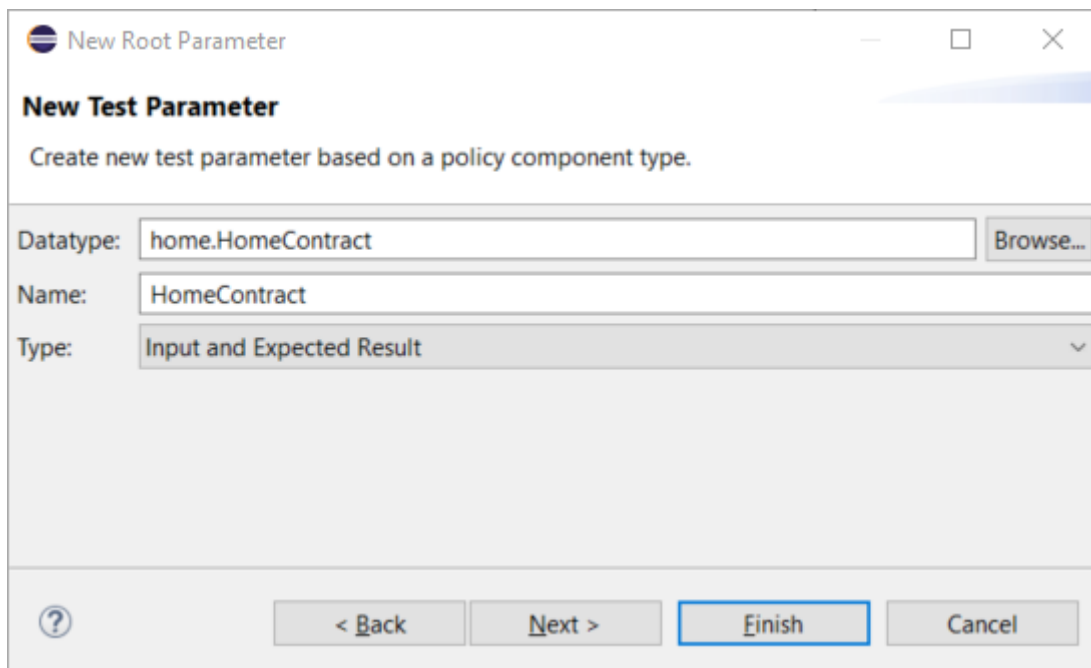 New Root Parameter
New Test Parameter
Create new test parameter based on a policy component type.
Datatype: home.HomeContract Browse...
Name: HomeContract
Type: Input and Expected Result
? < Back Next > Finish Cancel